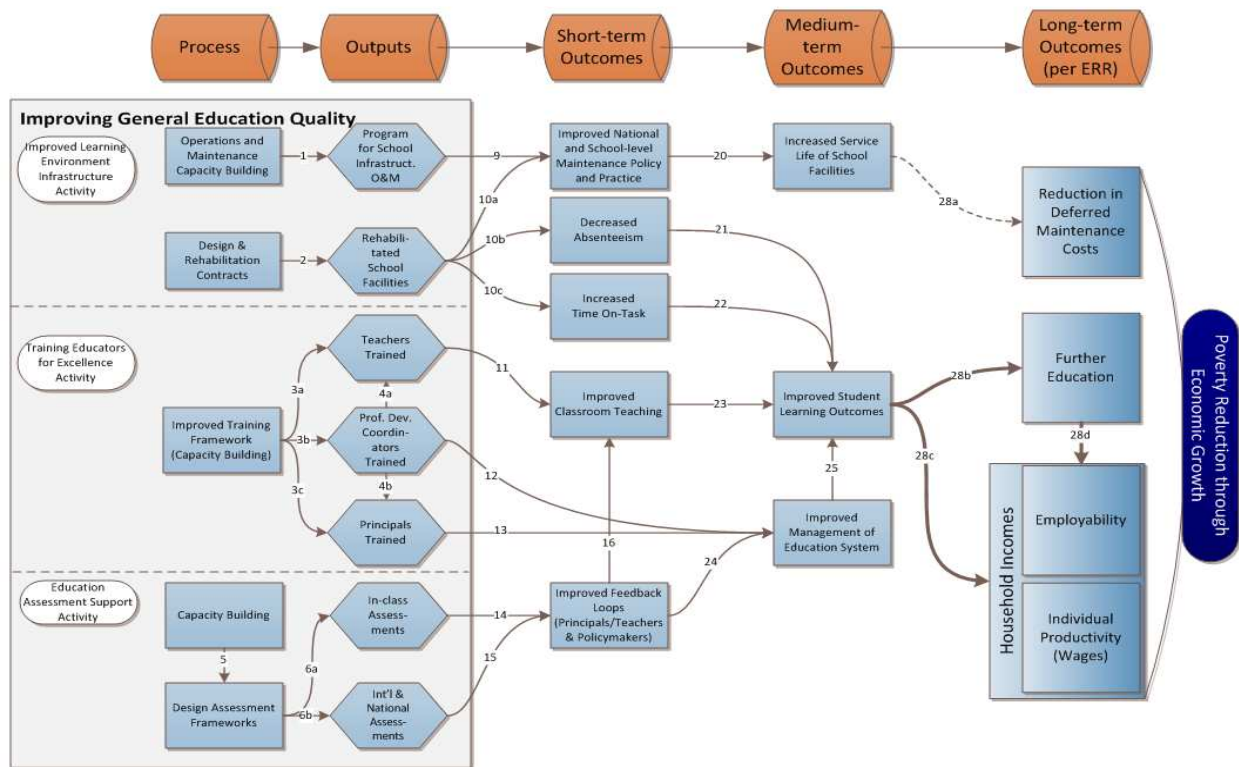 Process
Outputs
Short-term
Outcomes
Medium-
term
Outcomes
Long-term
Outcomes
(per ERR)
Improving General Education Quality
Improved Learning
Environment
Infrastructure
Activity
Operations and
Maintenance
Capacity Building
1
Program
for School
Infrastruct.
O&M
9
Improved National
and School-level
Maintenance Policy
and Practice
20
Increased Service
Life of School
Facilities
28a
Reduction in
Deferred
Maintenance
Costs
10a
Design &
Rehabilitation
Contracts
2
Rehabili-
tated
School
Facilities
10b
Decreased
Absenteeism
21
10c
Increased
Time On-Task
22
Training Educators
for Excellence
Activity
Teachers
Trained
11
3a
4a
Improved Training
Framework
(Capacity Building)
3b
Prof. Dev.
Coordin-
ators
Trained
12
3c
4b
Principals
Trained
13
Improved
Classroom Teaching
23
Improved Student
Learning Outcomes
28b
Further
Education
28c
28d
25
16
24
Improved
Management of
Education System
Household Incomes
Employability
Individual
Productivity
(Wages)
Poverty Reduction through
Economic Growth
Education
Assessment Support
Activity
Capacity Building
5
Design Assessment
Frameworks
6a
6b
In-class
Assess-
ments
14
Int'l &
National
Assess-
ments
15
Improved Feedback
Loops
(Principals/Teachers
& Policymakers)